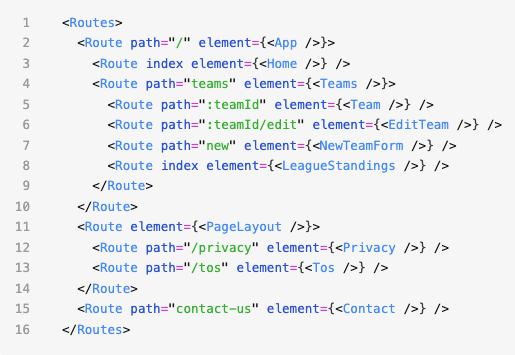 1 <Routes>
2   <Route path="/" element={<App />}>
3     <Route index element={<Home />} />
4     <Route path="teams" element={<Teams />}>
5       <Route path=":teamId" element={<Team />} />
6       <Route path=":teamId/edit" element={<EditTeam />} />
7       <Route path="new" element={<NewTeamForm />} />
8       <Route index element={<LeagueStandings />} />
9     </Route>
10   </Route>
11   <Route element={<PageLayout />}>
12     <Route path="/privacy" element={<Privacy />} />
13     <Route path="/tos" element={<Tos />} />
14   </Route>
15   <Route path="contact-us" element={<Contact />} />
16 </Routes>